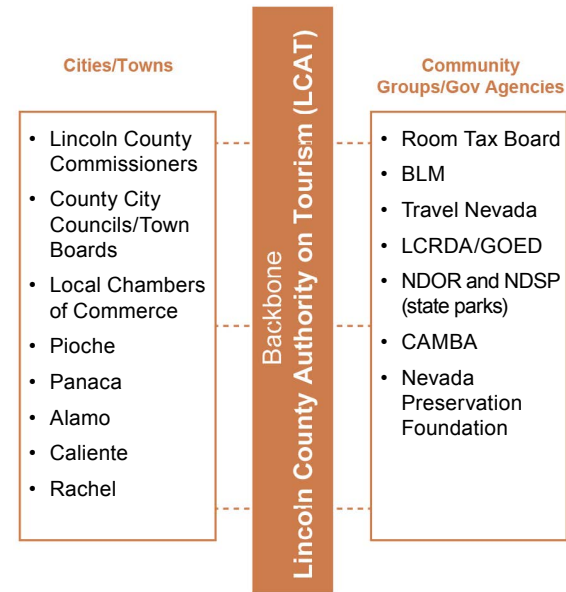 Cities/Towns
• Lincoln County
Commissioners
• County City
Councils/Town
Boards
• Local Chambers
of Commerce
• Pioche
• Panaca
• Alamo
• Caliente
• Rachel
Backbone
Lincoln County Authority on Tourism (LCAT)
Community
Groups/Gov Agencies
• Room Tax Board
• BLM
• Travel Nevada
• LCRDA/GOED
• NDOR and NDSP
(state parks)
• CAMBA
• Nevada
Preservation
Foundation